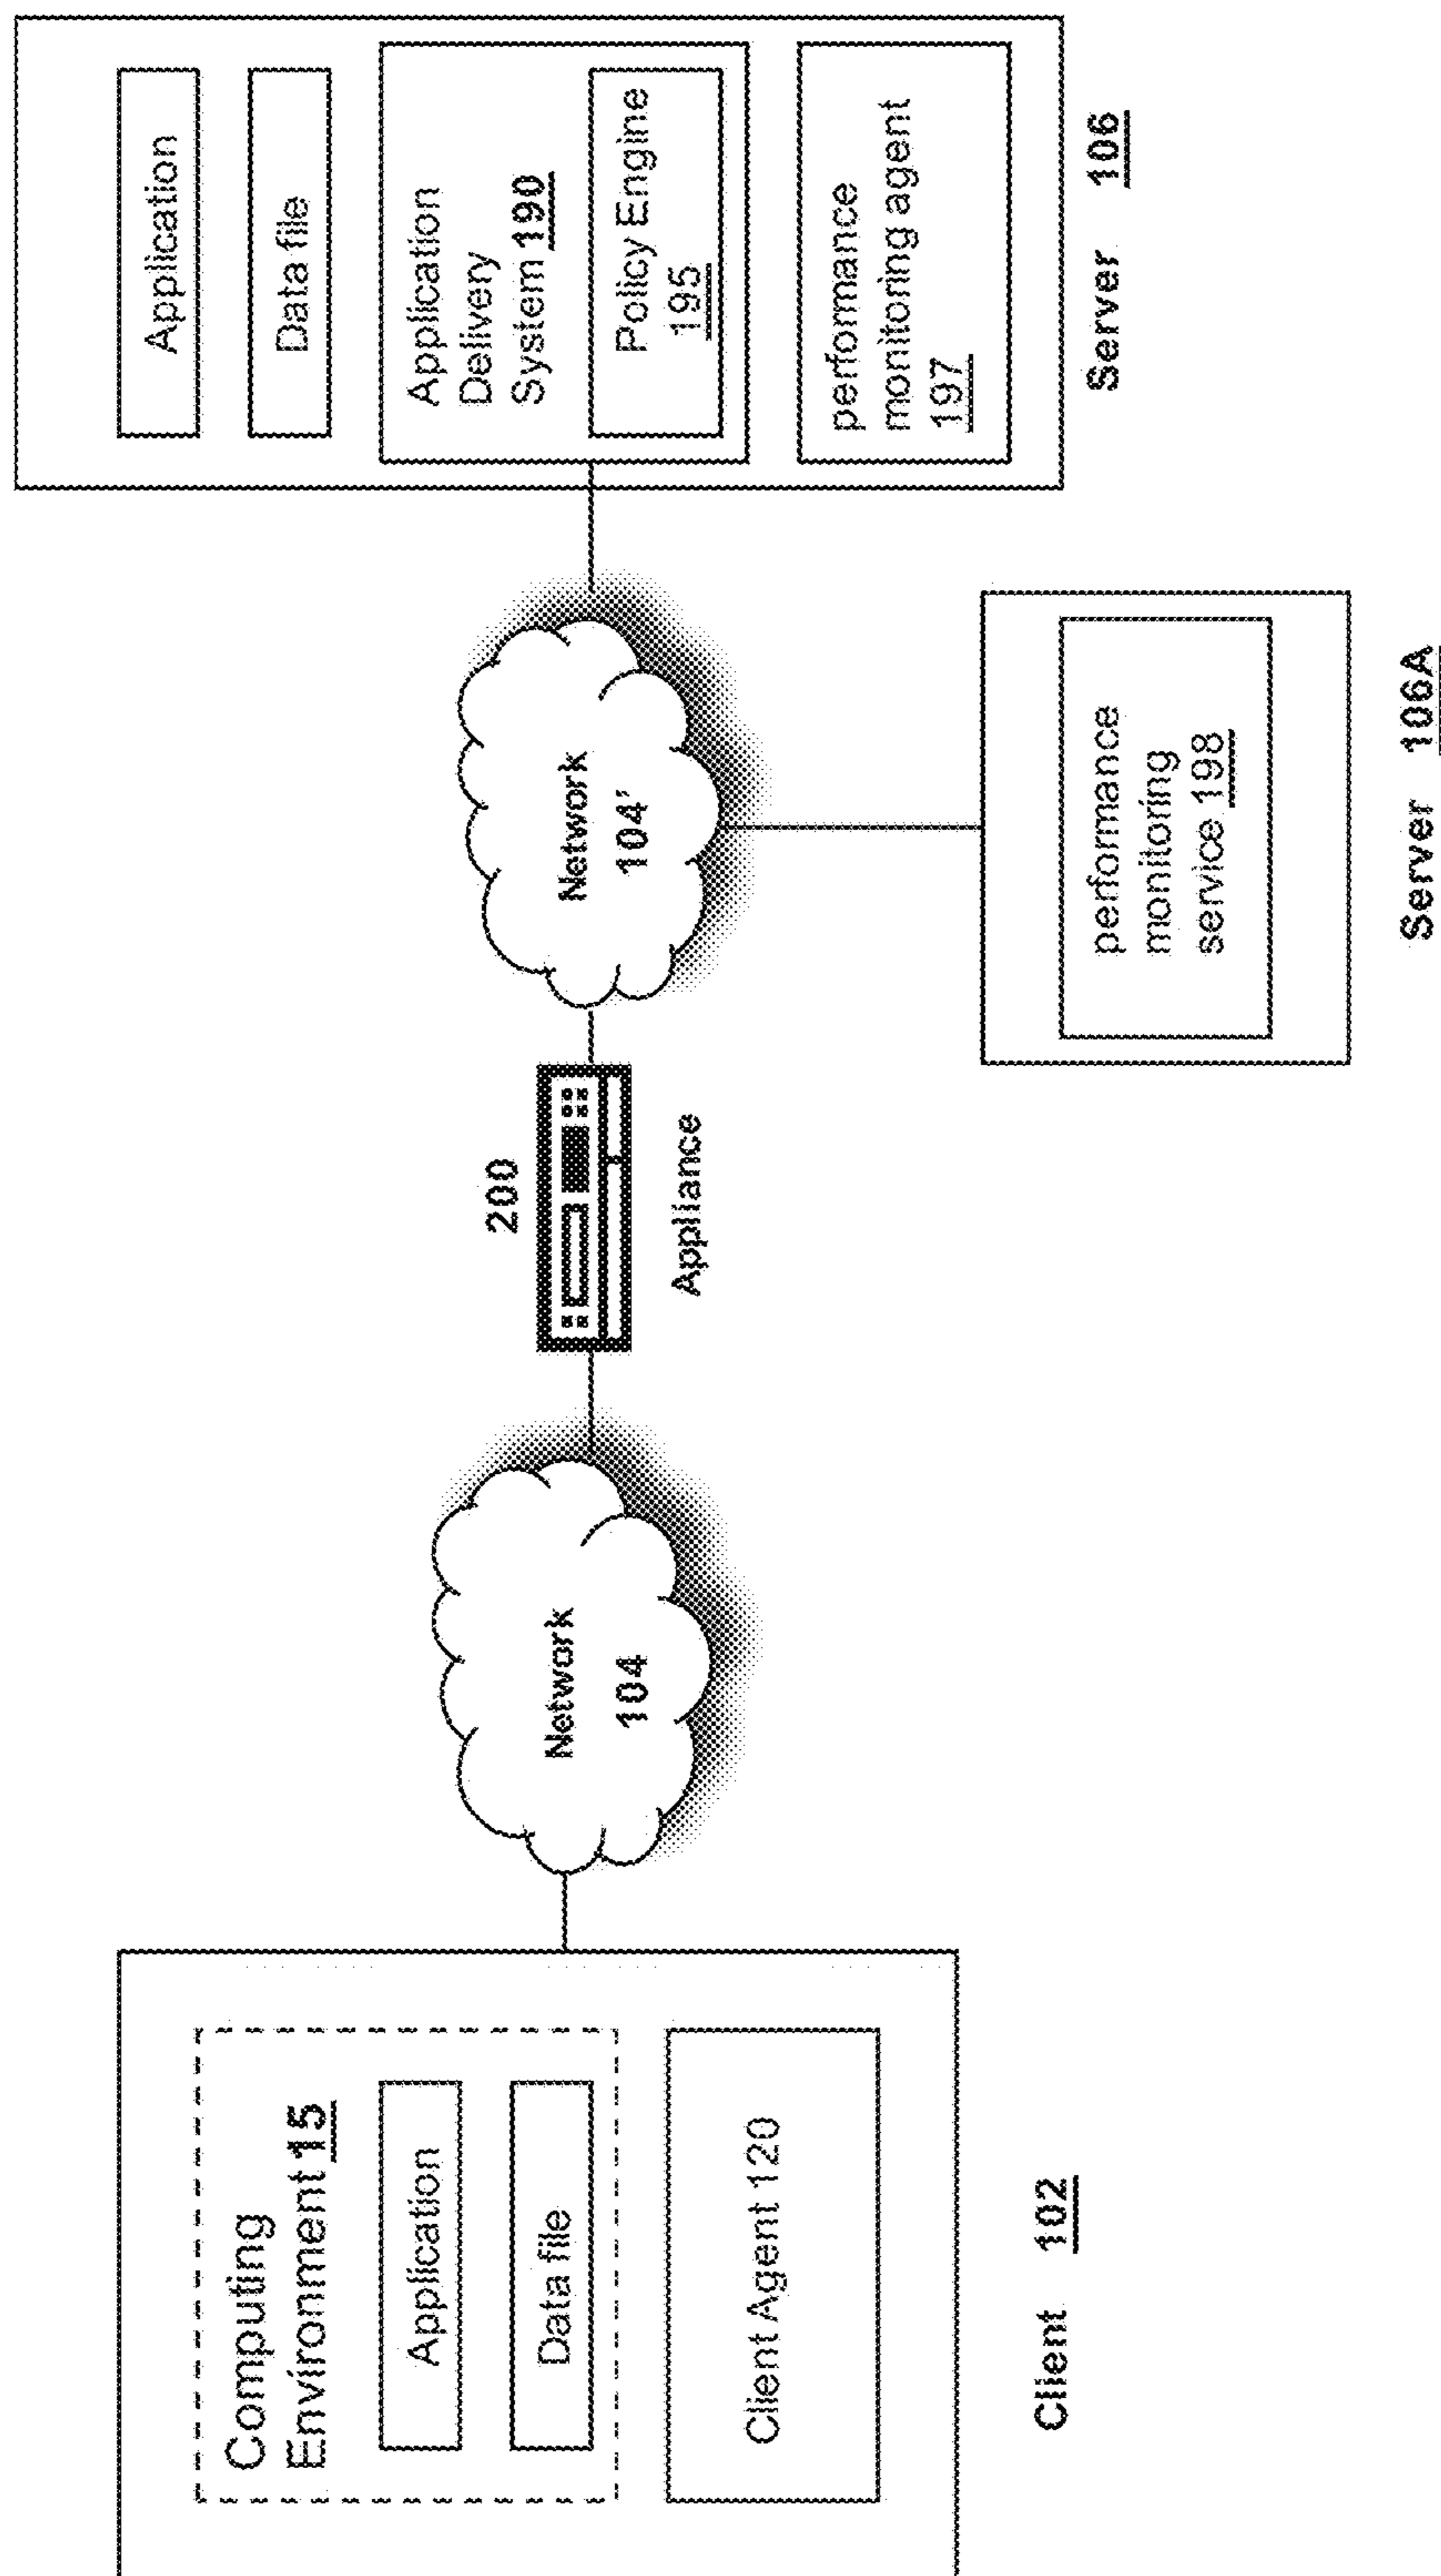 Computing
Environment 15
Application
Data file
Client Agent 120
Client 102
Network
104
200
Appliance
Network
104'
performance
monitoring
service 198
Server 106A
Application
Data file
Application
Delivery
System 190
Policy Engine
195
performance
monitoring agent
197
Server 106